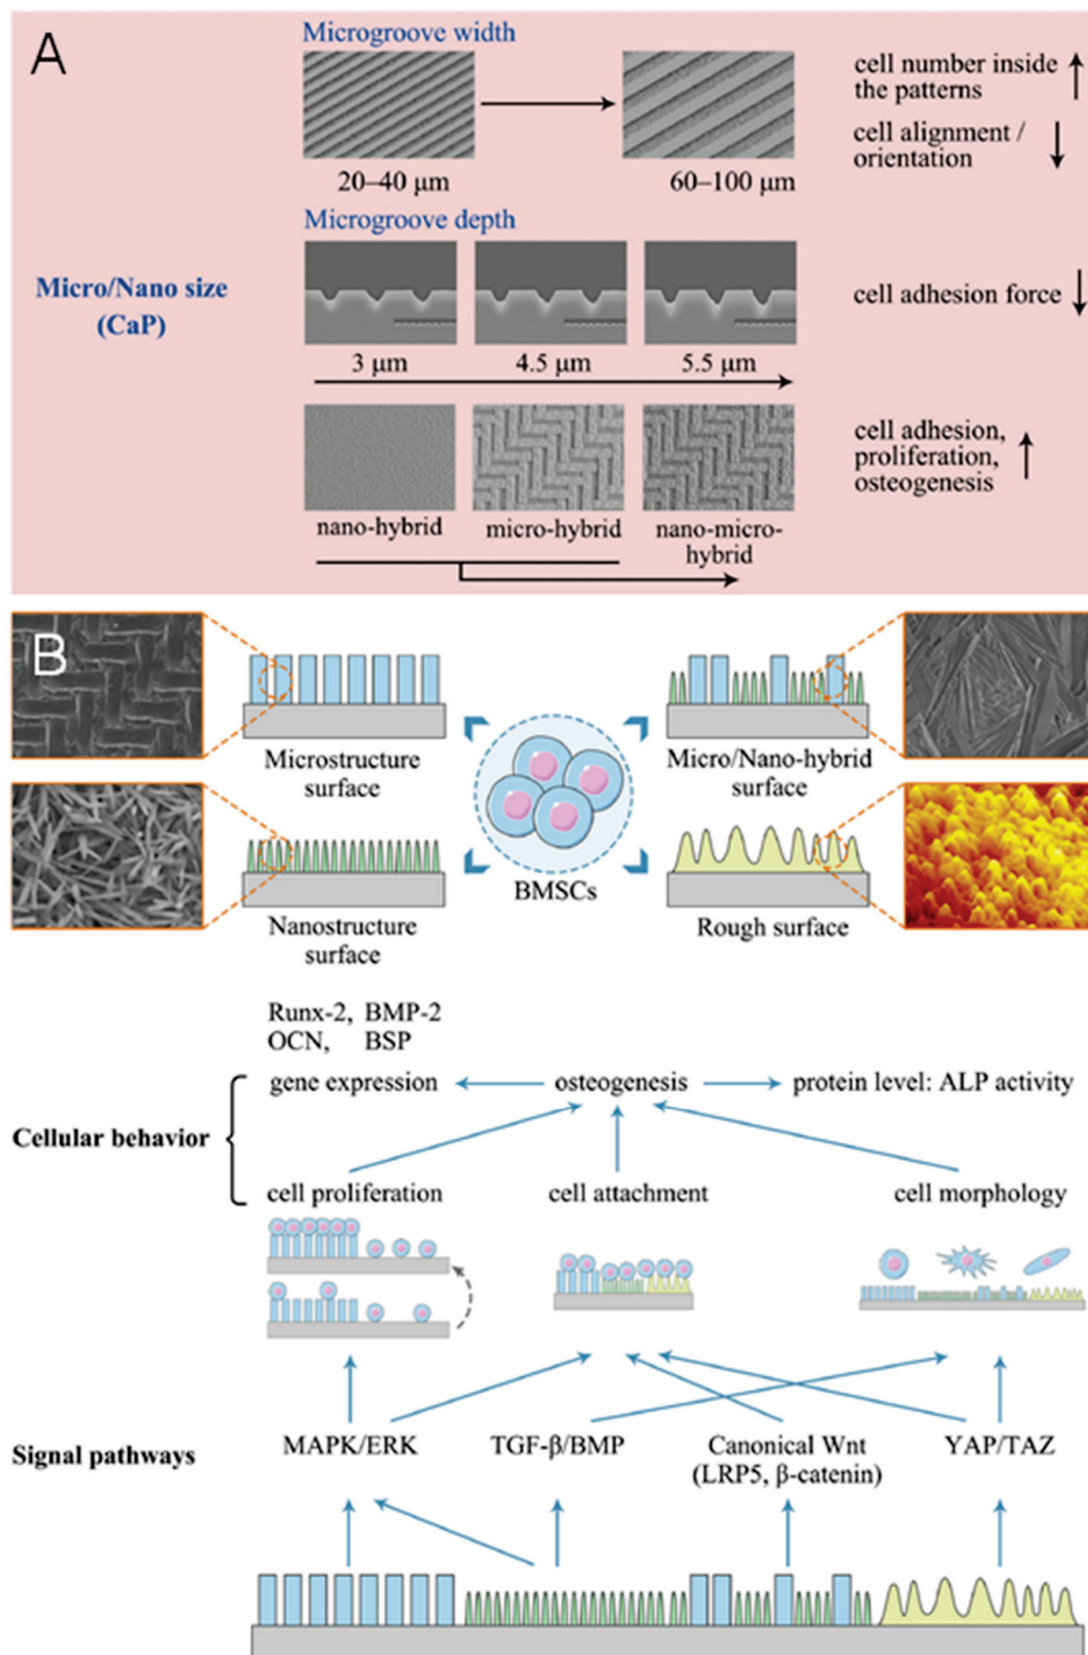 A
Microgroove width
20–40 μm
60–100 μm
cell number inside
the patterns
cell alignment /
orientation
Microgroove depth
Micro/Nano size
(CaP)
3 μm
4.5 μm
5.5 μm
cell adhesion force
nano-hybrid
micro-hybrid
nano-micro-
hybrid
cell adhesion,
proliferation,
osteogenesis
B
Microstructure
surface
Micro/Nano-hybrid
surface
BMSCs
Nanostructure
surface
Rough surface
Runx-2, BMP-2
OCN, BSP
gene expression
osteogenesis
protein level: ALP activity
Cellular behavior
cell proliferation
cell attachment
cell morphology
Signal pathways
MAPK/ERK
TGF-β/BMP
Canonical Wnt
(LRP5, β-catenin)
YAP/TAZ